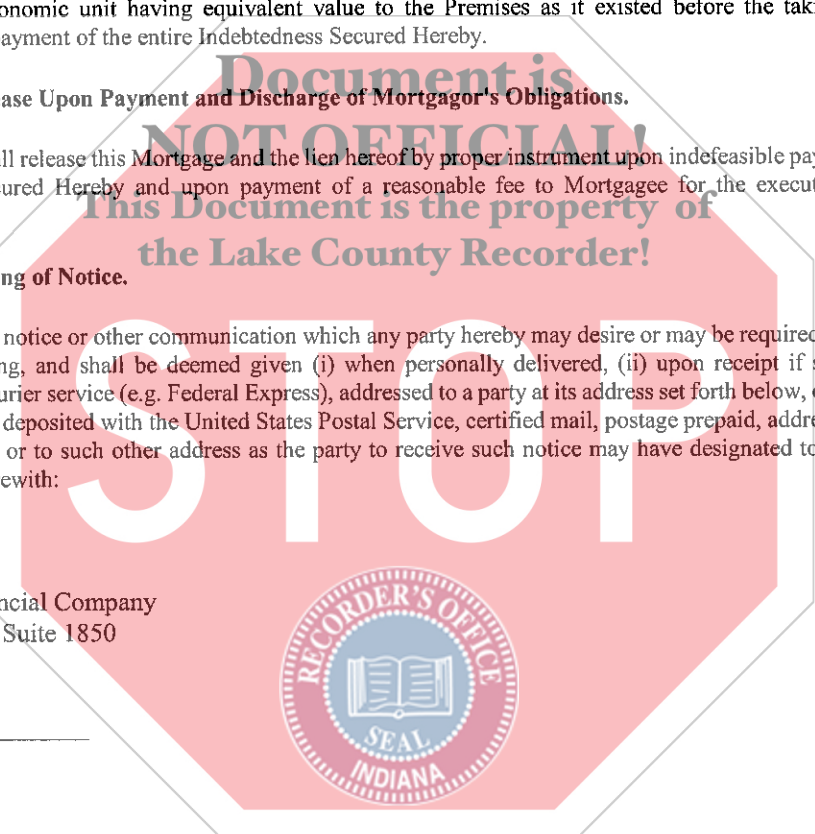 onomic unit having equivalent value to the Premises as it existed before the tak
ayment of the entire Indebtedness Secured Hereby.
Document is
ase Upon Payment and Discharge of Mortgagor's Obligations.
NOT OFFICIAL!
ll release this Mortgage and the lien hereof by proper instrument upon indefeasible pay
ured Hereby and upon payment of a reasonable fee to Mortgagee for the execut
This Document is the property of
the Lake County Recorder!
ng of Notice.
STOP
notice or other communication which any party hereby may desire or may be required
ng, and shall be deemed given (i) when personally delivered, (ii) upon receipt if s
urier service (e.g. Federal Express), addressed to a party at its address set forth below,
deposited with the United States Postal Service, certified mail, postage prepaid, addre
or to such other address as the party to receive such notice may have designated to
ewith:
ncial Company
Suite 1850
RECORDER'S OFFICE
SEAL
INDIANA